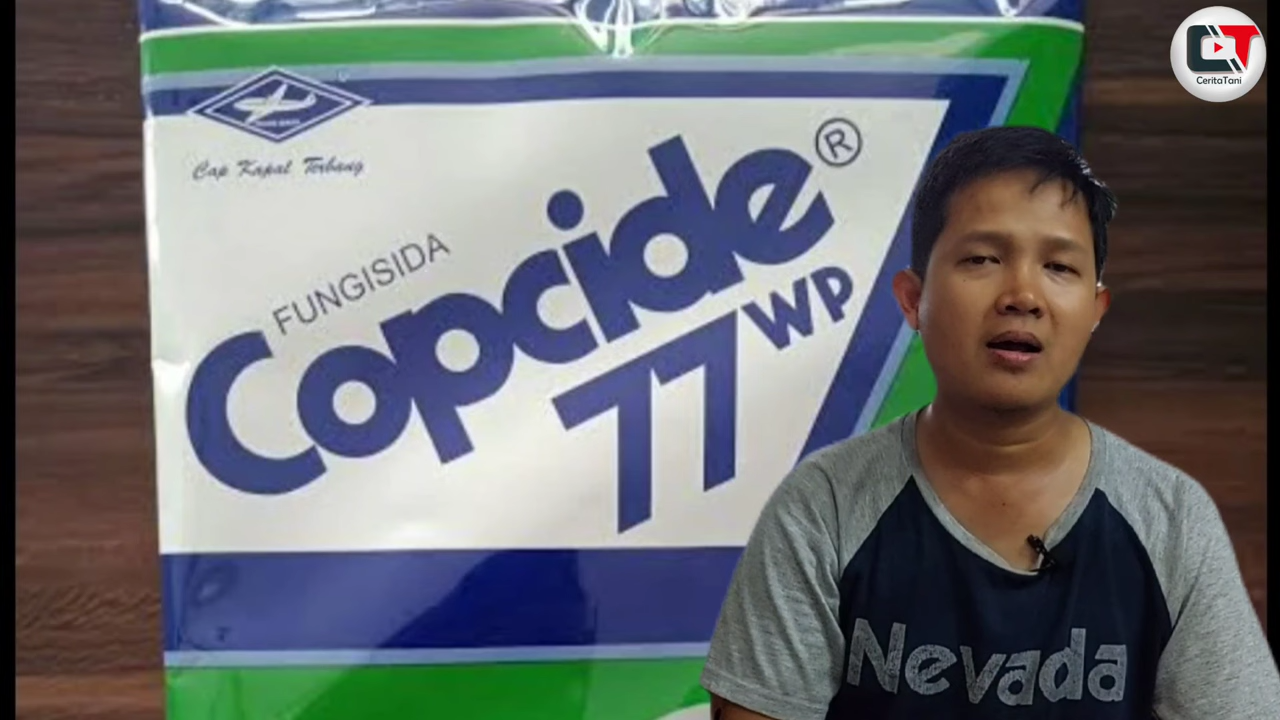 CeritaTani
Cap Kapal Terbang
FUNGISIDA
Copcide®
77 WP
Nevada